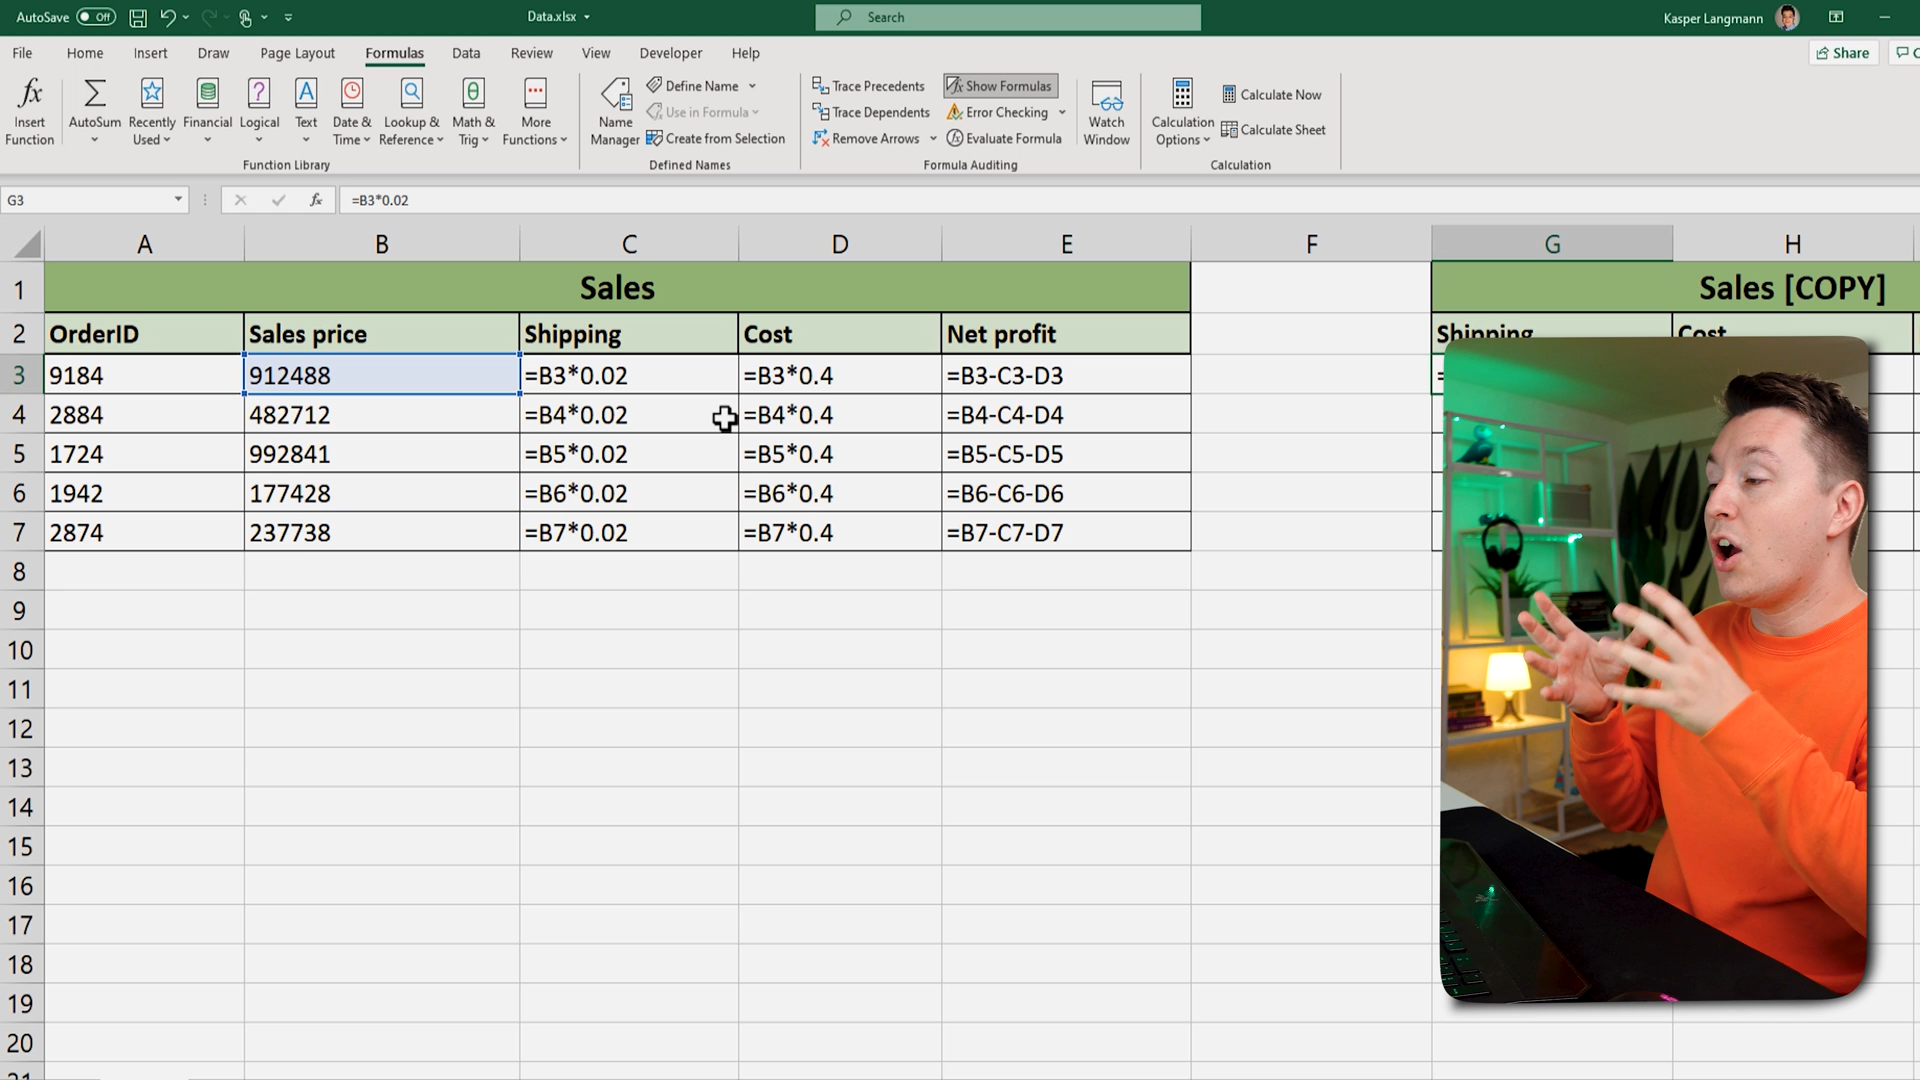 AutoSave Off
Data.xlsx
Search
Kasper Langmann
File Home Insert Draw Page Layout Formulas Data Review View Developer Help
Share
Insert Function
AutoSum
Recently Used
Financial
Logical
Text
Date & Time
Lookup & Reference
Math & Trig
More Functions
Function Library
Name Manager
Define Name
Use in Formula
Create from Selection
Defined Names
Trace Precedents
Trace Dependents
Remove Arrows
Show Formulas
Error Checking
Evaluate Formula
Formula Auditing
Watch Window
Calculation Options
Calculate Now
Calculate Sheet
Calculation
G3 fx =B3*0.02
A B C D E F G H
1 Sales Sales [COPY]
2 OrderID Sales price Shipping Cost Net profit Shipping Cost
3 9184 912488 =B3*0.02 =B3*0.4 =B3-C3-D3 =
4 2884 482712 =B4*0.02 =B4*0.4 =B4-C4-D4
5 1724 992841 =B5*0.02 =B5*0.4 =B5-C5-D5
6 1942 177428 =B6*0.02 =B6*0.4 =B6-C6-D6
7 2874 237738 =B7*0.02 =B7*0.4 =B7-C7-D7
8
9
10
11
12
13
14
15
16
17
18
19
20